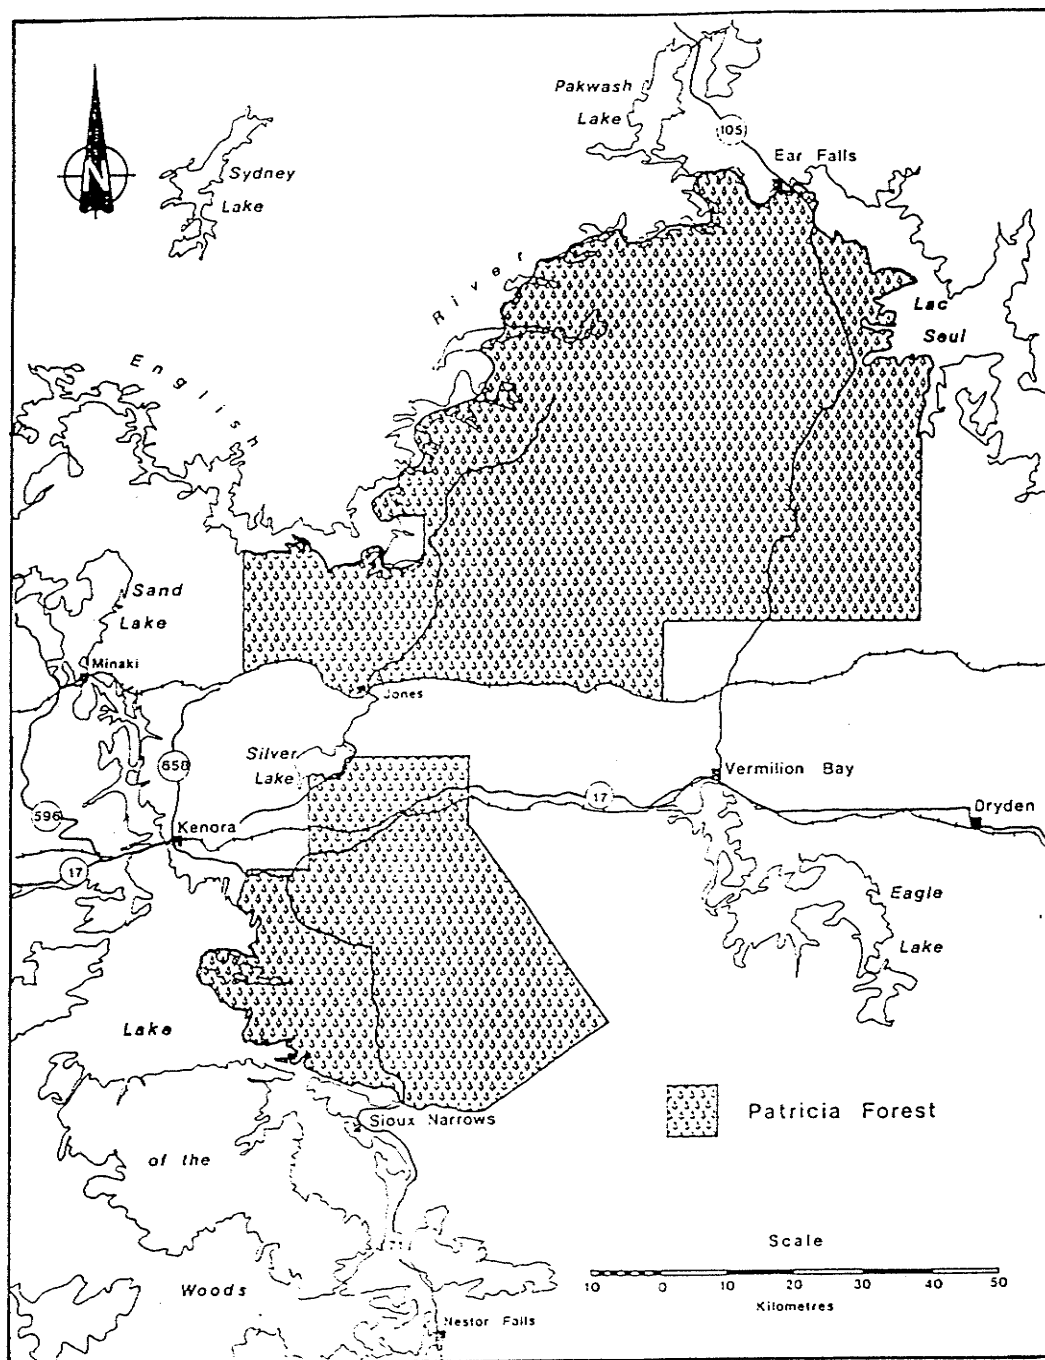 Pakwash
Lake
105
Ear Falls
N
Sydney
Lake
River
Lac
Seul
English
Sand
Lake
Minaki
Jones
Silver
Lake
658
Vermilion Bay
17
Dryden
596
Kenora
17
Eagle
Lake
Lake
Patricia Forest
Sioux Narrows
of the
Scale
Woods
10 0 10 20 30 40 50
Kilometres
Nestor Falls